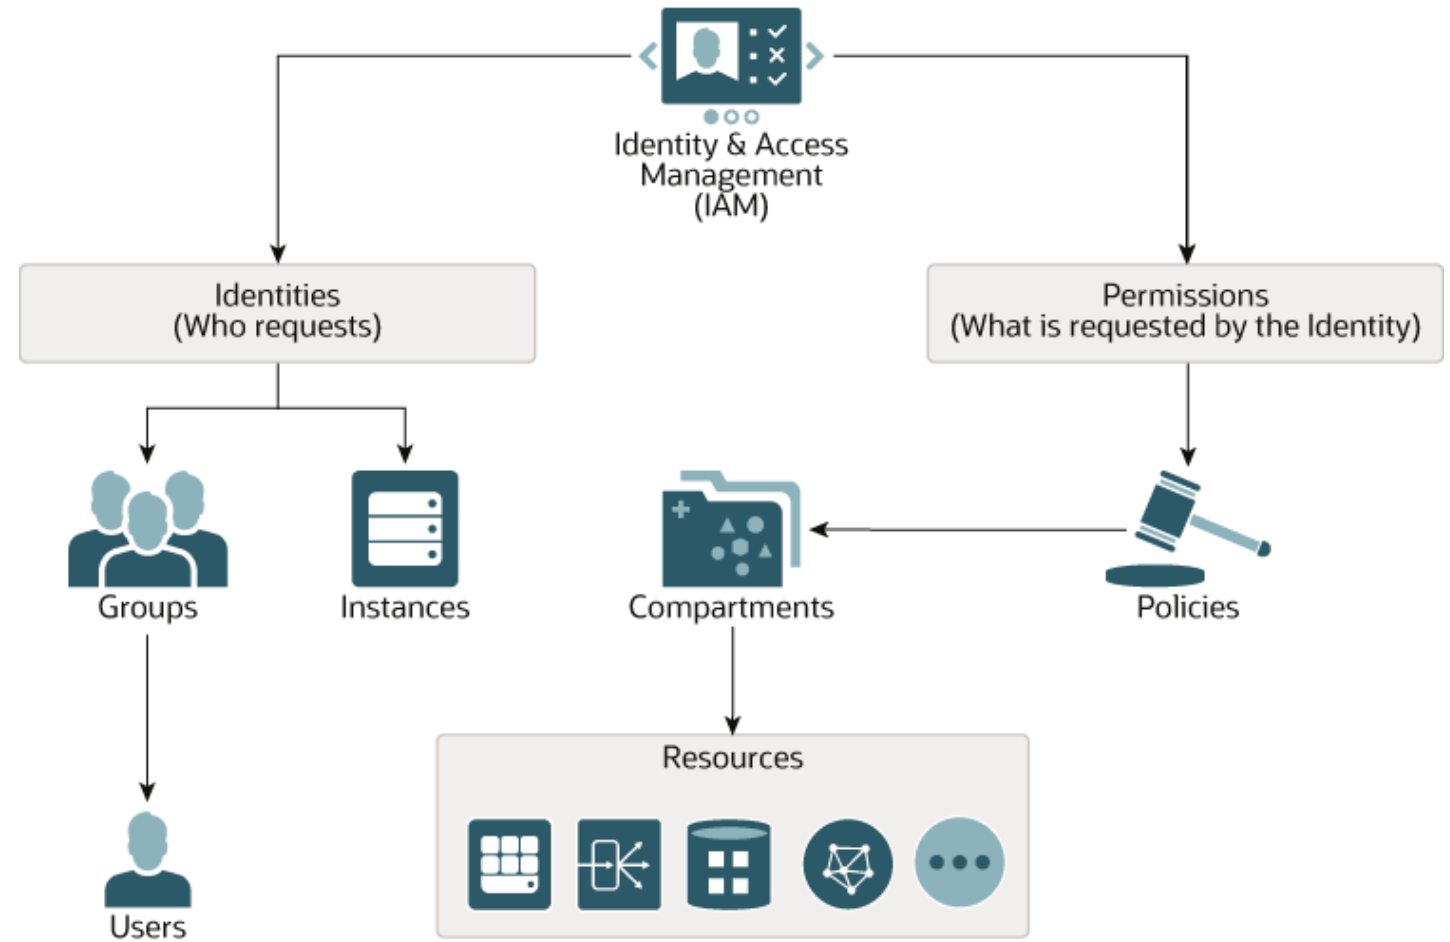 Identity & Access
Management
(IAM)
Identities
(Who requests)
Permissions
(What is requested by the Identity)
Groups
Instances
Compartments
Policies
Resources
Users